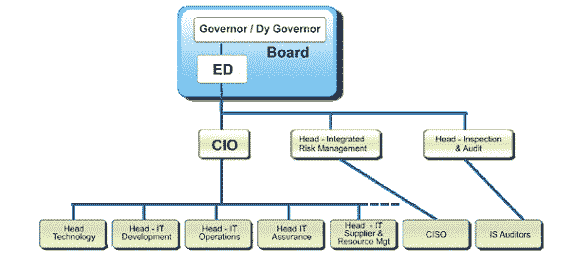 Governor / Dy Governor
Board
ED
CIO
Head - Integrated
Risk Management
Head - Inspection
& Audit
Head
Technology
Head - IT
Development
Head - IT
Operations
Head IT
Assurance
Head - IT
Supplier &
Resource Mgt
CISO
IS Auditors